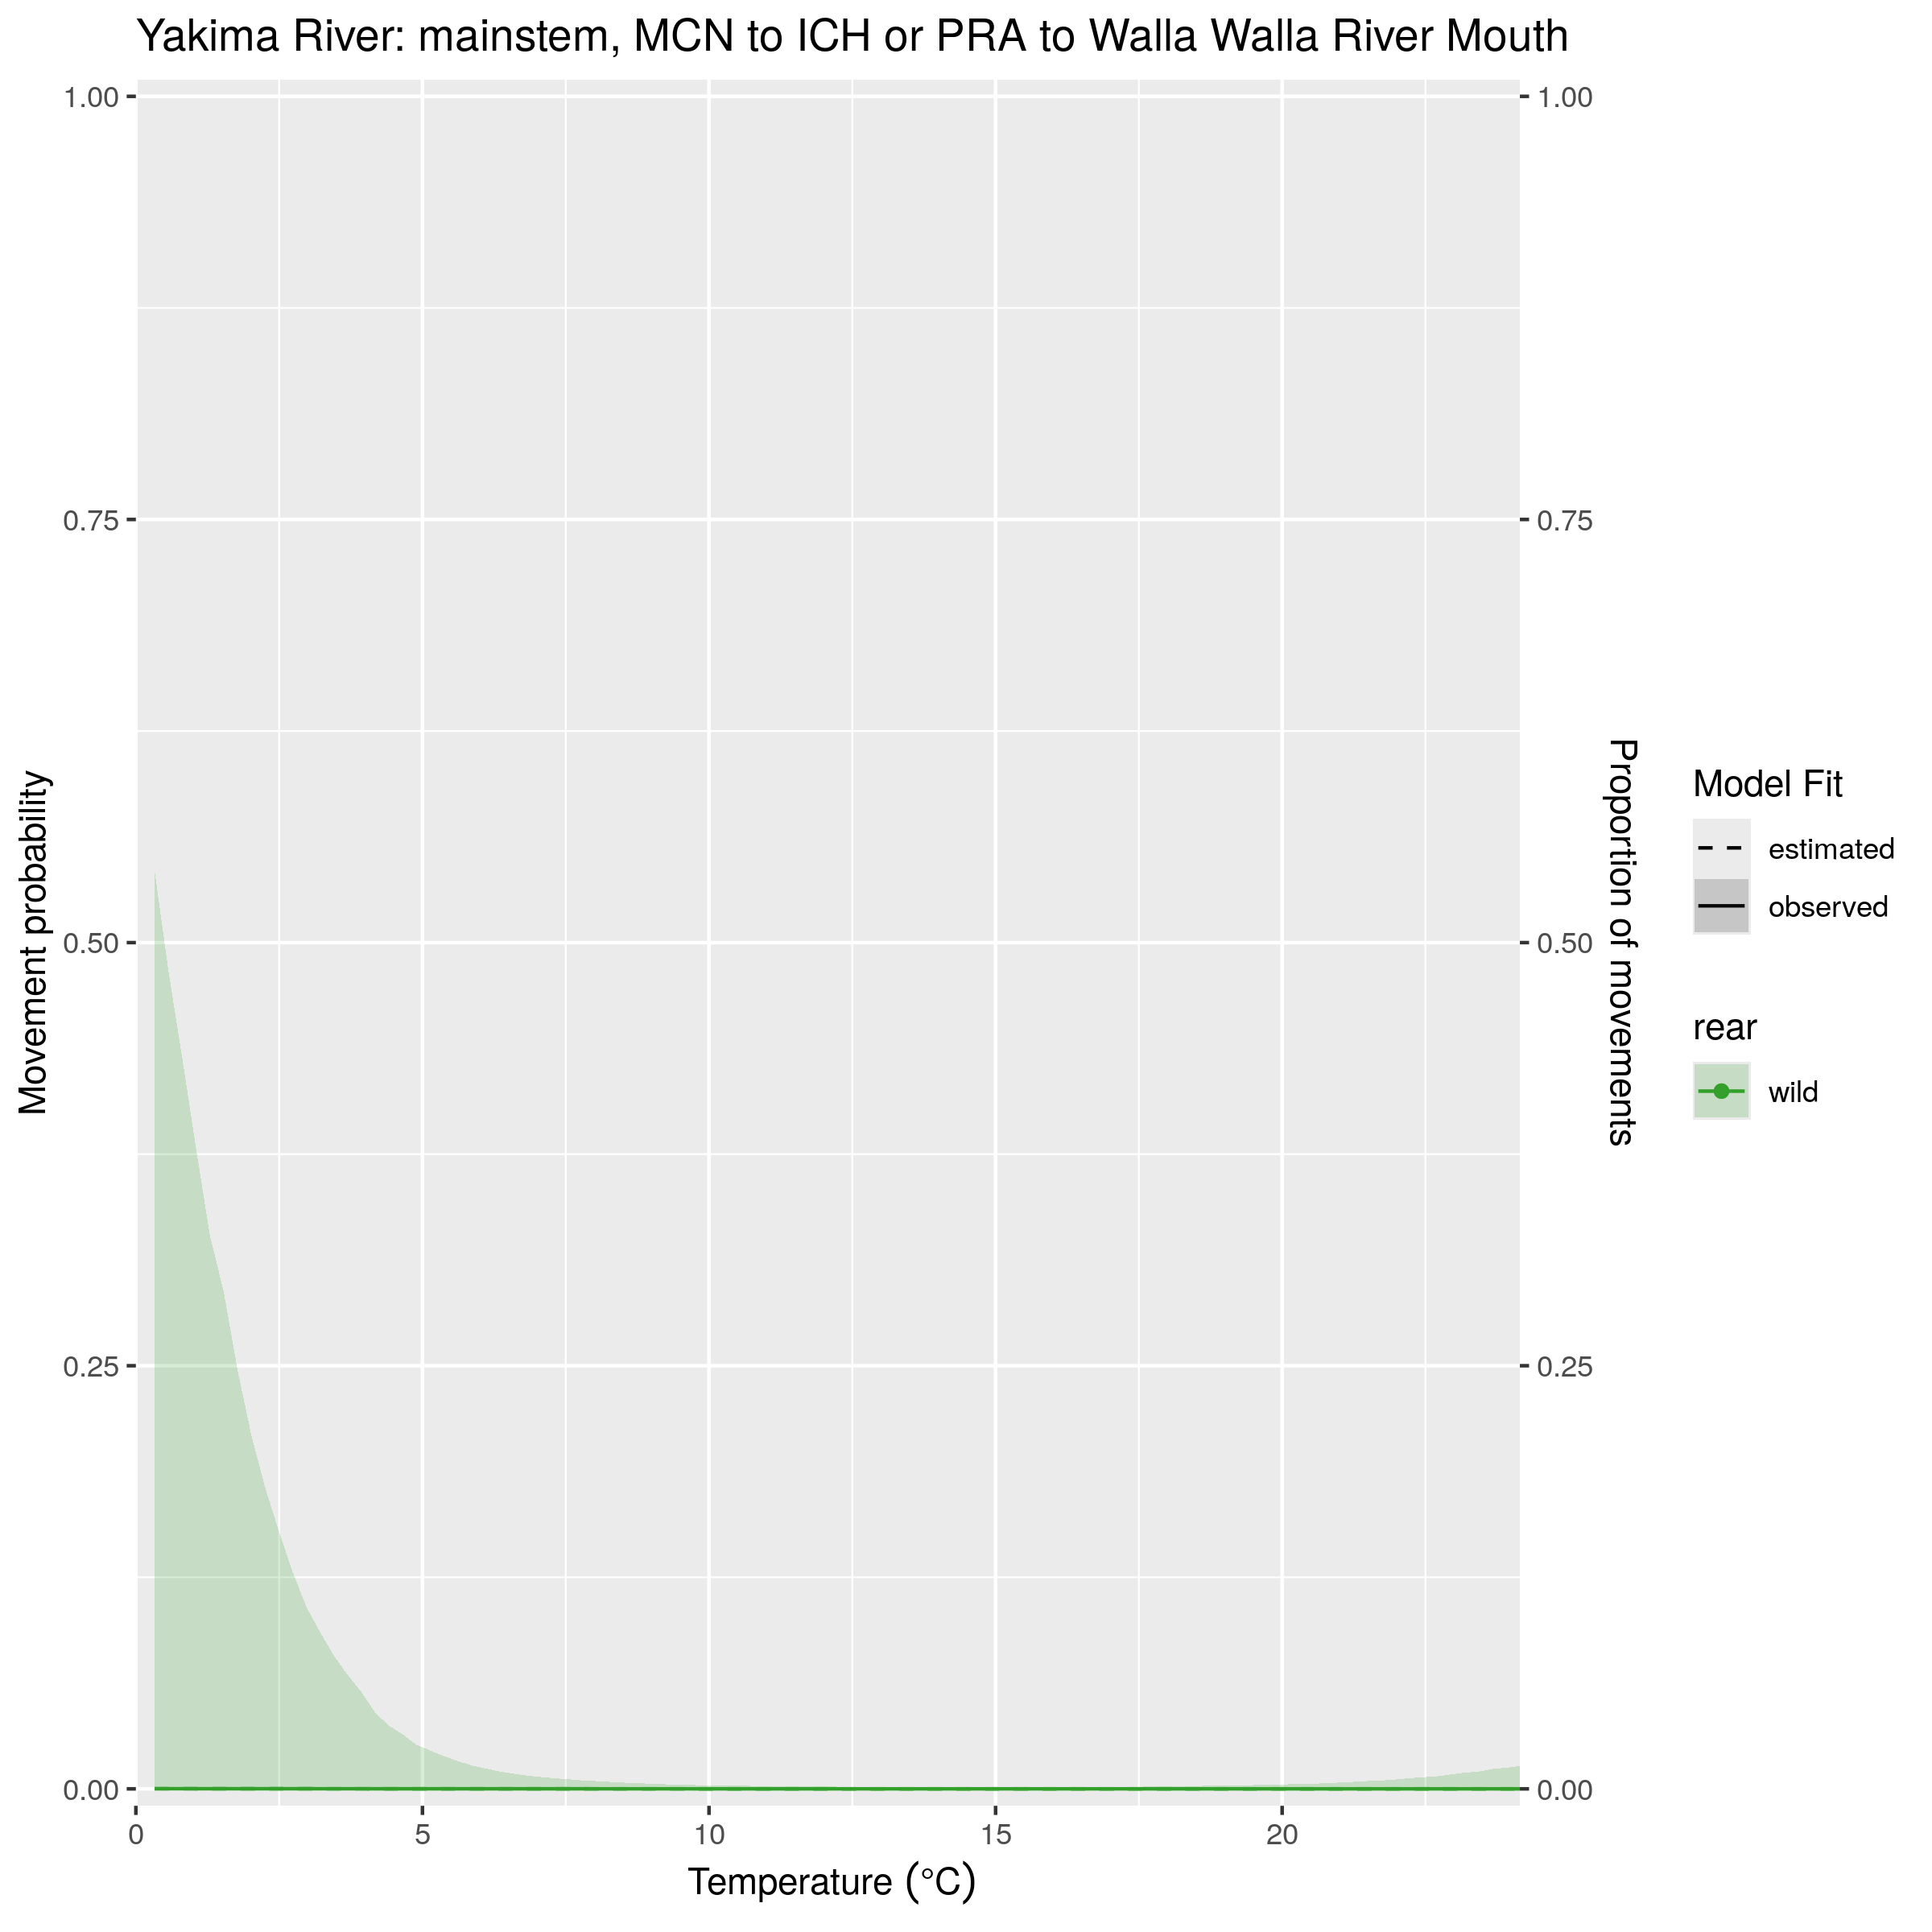 Yakima River: mainstem, MCN to ICH or PRA to Walla Walla River Mouth
1.00
0.75
0.50
0.25
0.00
Movement probability
0
5
10
15
20
Temperature (°C)
1.00
0.75
0.50
0.25
0.00
Proportion of movements
Model Fit
estimated
observed
rear
wild